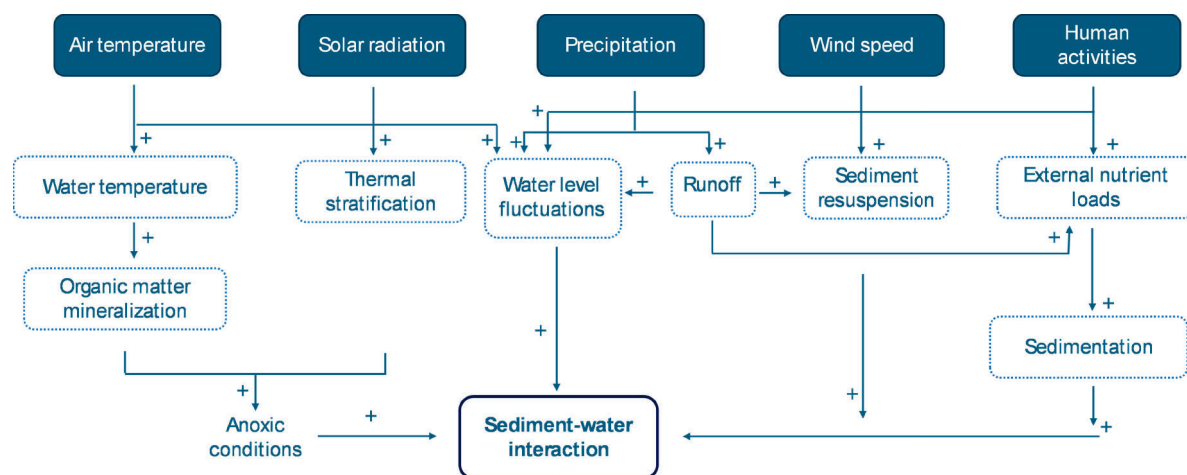 Air temperature
Solar radiation
Precipitation
Wind speed
Human
activities
+
+
+
+
+
+
+
+
+
Water temperature
Thermal
stratification
Water level
fluctuations
+
Runoff
+
Sediment
resuspension
External nutrient
loads
+
+
Organic matter
mineralization
+
+
Sedimentation
+
+
+
+
Anoxic
conditions
Sediment-water
interaction
+